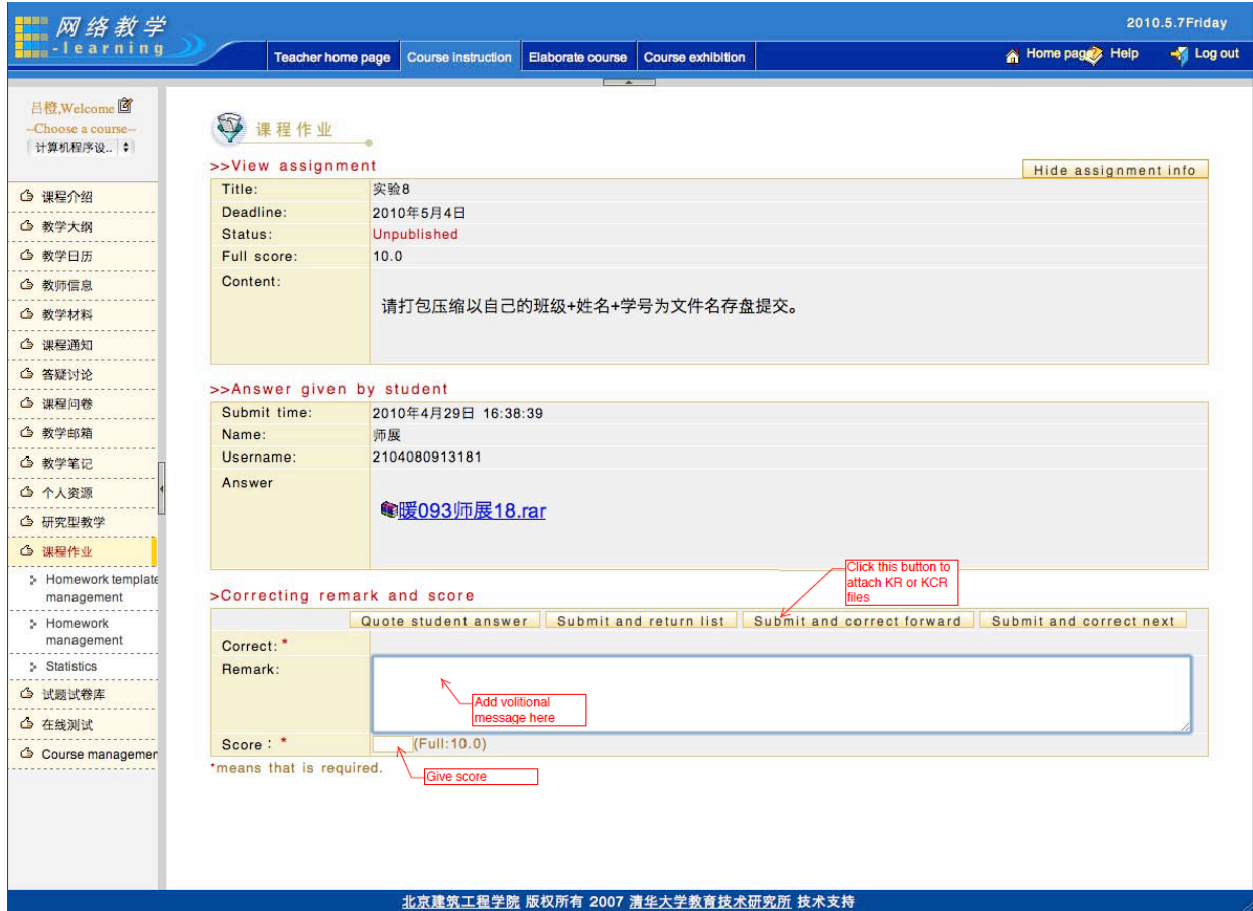 网络教学
-learning
2010.5.7Friday
Teacher home page
Course instruction
Elaborate course
Course exhibition
Home page
Help
Log out
吕橙,Welcome
--Choose a course--
计算机程序设..
课程介绍
教学大纲
教学日历
教师信息
教学材料
课程通知
答疑讨论
课程问卷
教学邮箱
教学笔记
个人资源
研究型教学
课程作业
Homework template
management
Homework
management
Statistics
试题试卷库
在线测试
Course managemen
课程作业
>>View assignment
Hide assignment info
Title: 实验8
Deadline: 2010年5月4日
Status: Unpublished
Full score: 10.0
Content:
请打包压缩以自己的班级+姓名+学号为文件名存盘提交。
>>Answer given by student
Submit time: 2010年4月29日 16:38:39
Name: 师展
Username: 2104080913181
Answer
暖093师展18.rar
Click this button to
attach KR or KCR
files
>Correcting remark and score
Quote student answer
Submit and return list
Submit and correct forward
Submit and correct next
Correct: *
Remark:
Add volitional
message here
Score：* (Full:10.0)
*means that is required.
Give score
北京建筑工程学院 版权所有 2007 清华大学教育技术研究所 技术支持